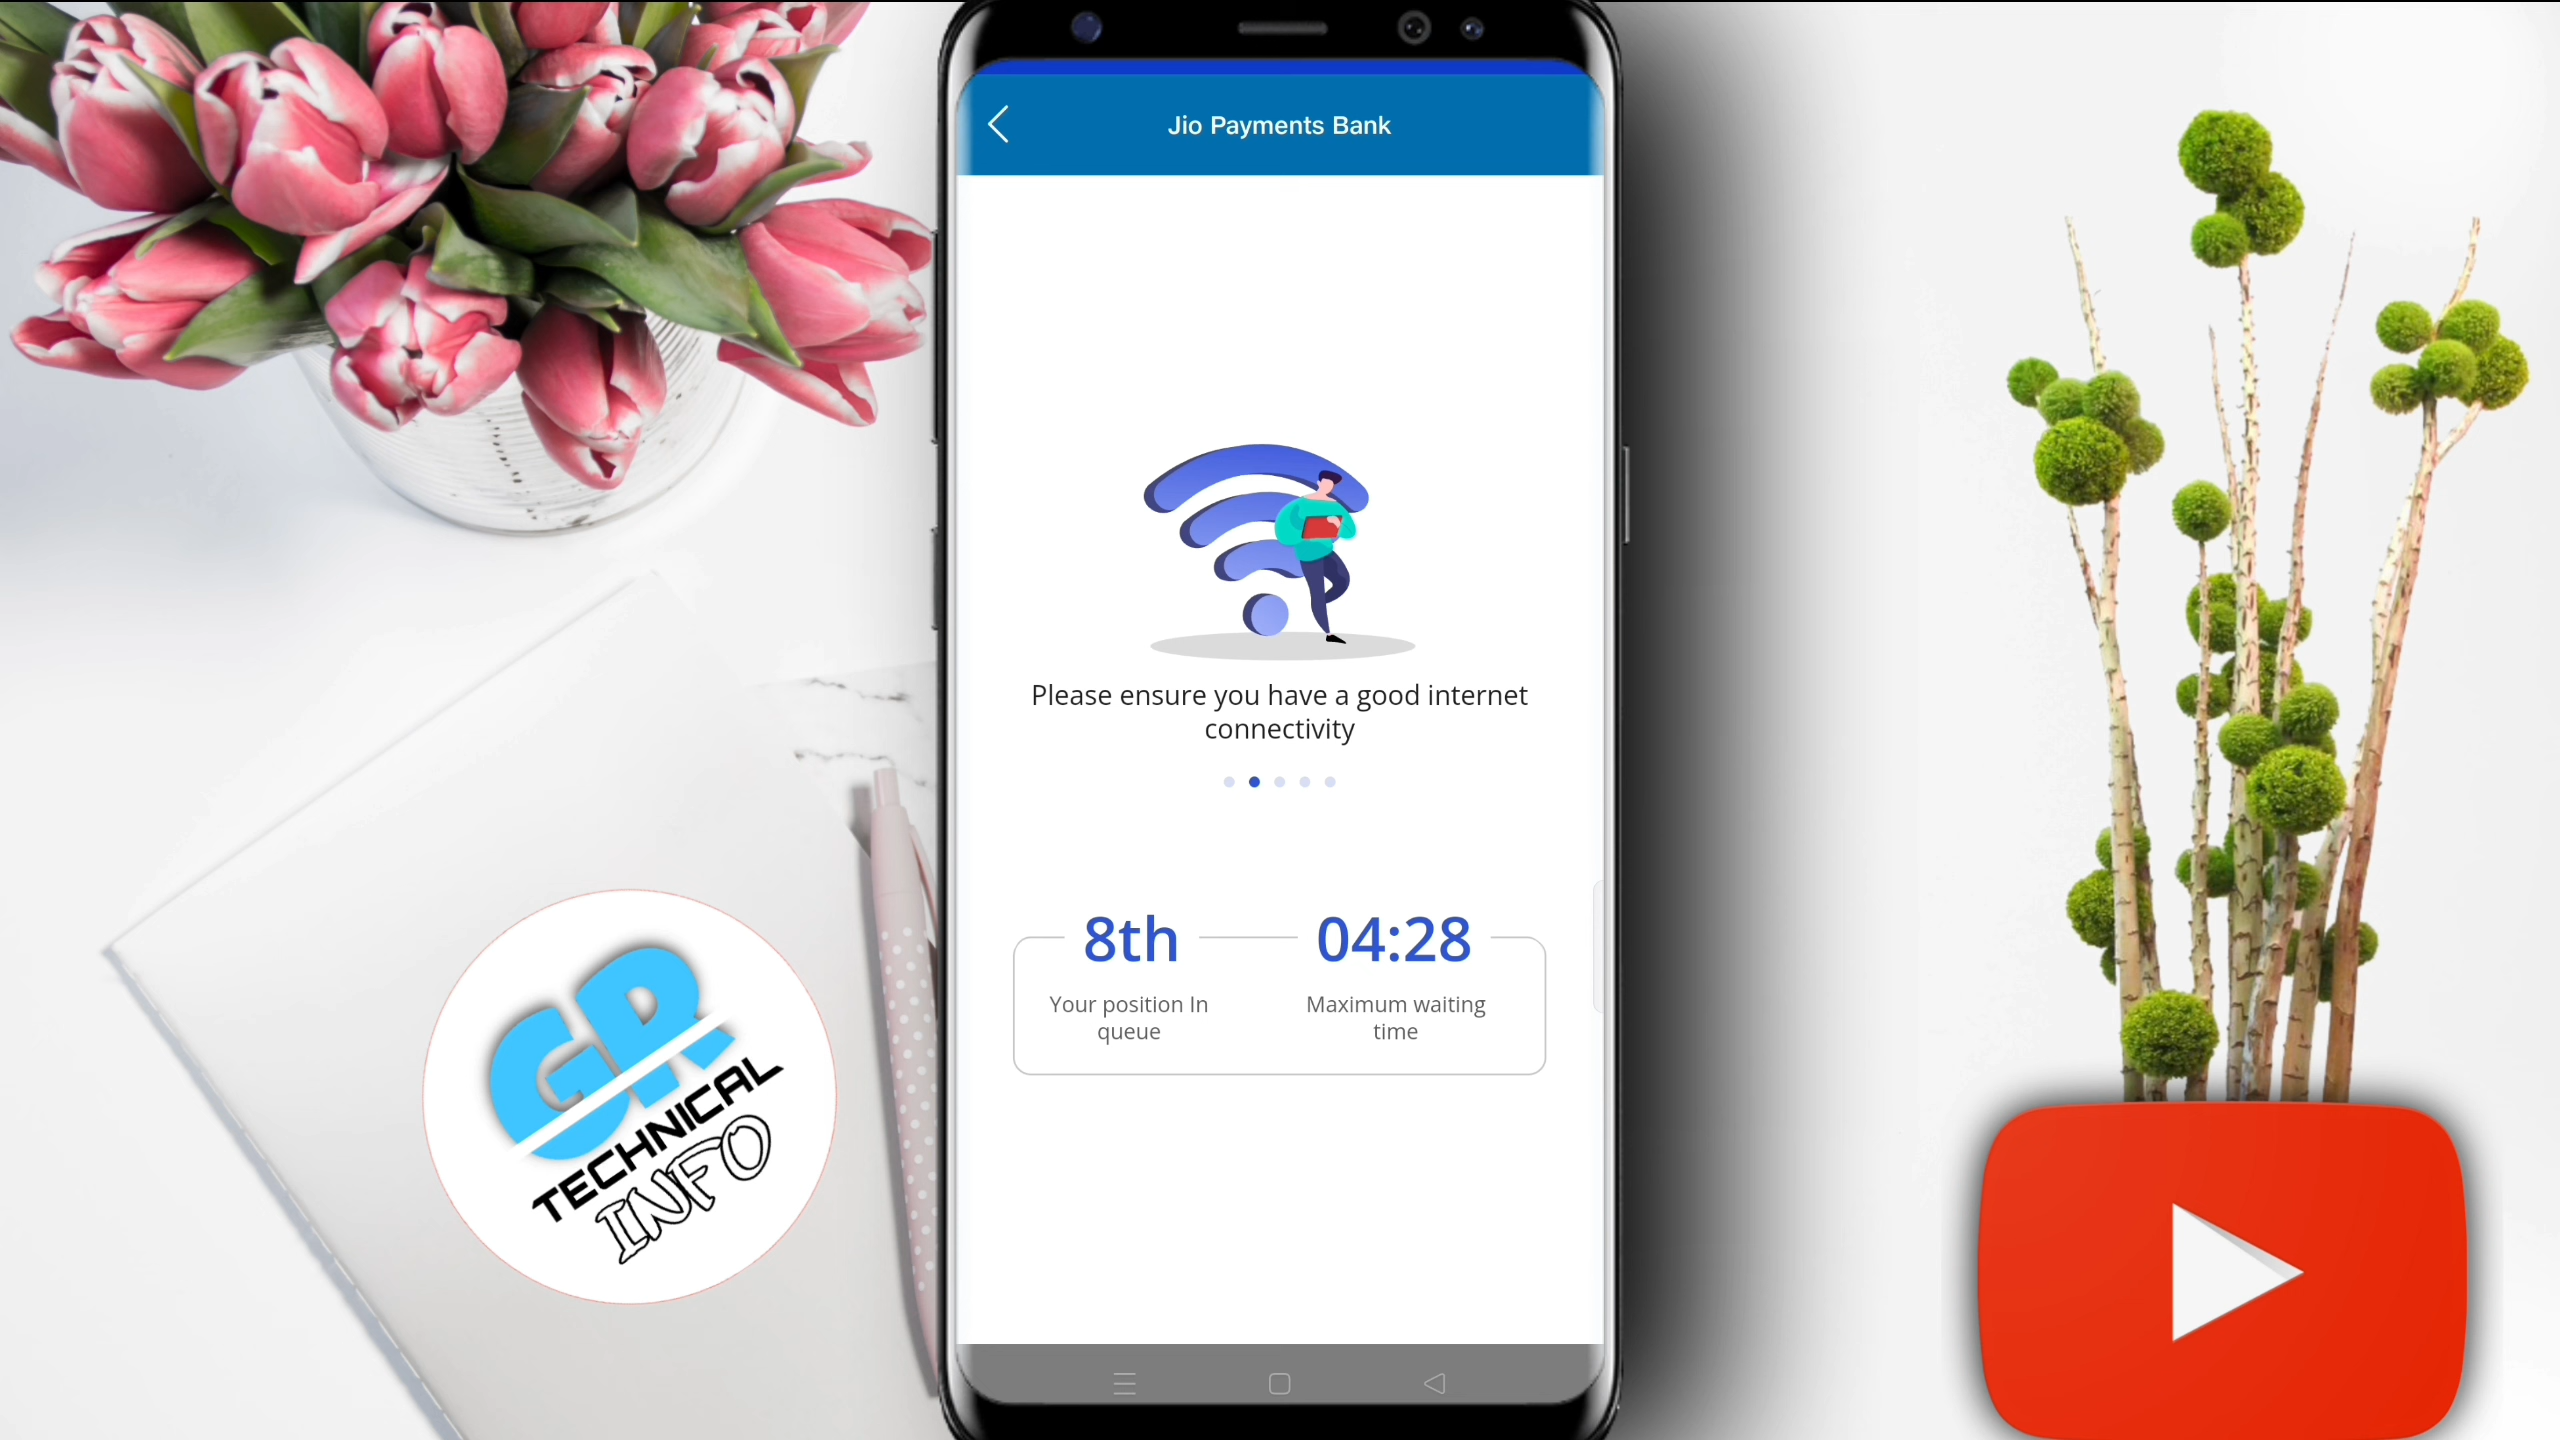 Jio Payments Bank
Please ensure you have a good internet
connectivity
8th
04:28
Your position In
queue
Maximum waiting
time
GR
TECHNICAL
INFO